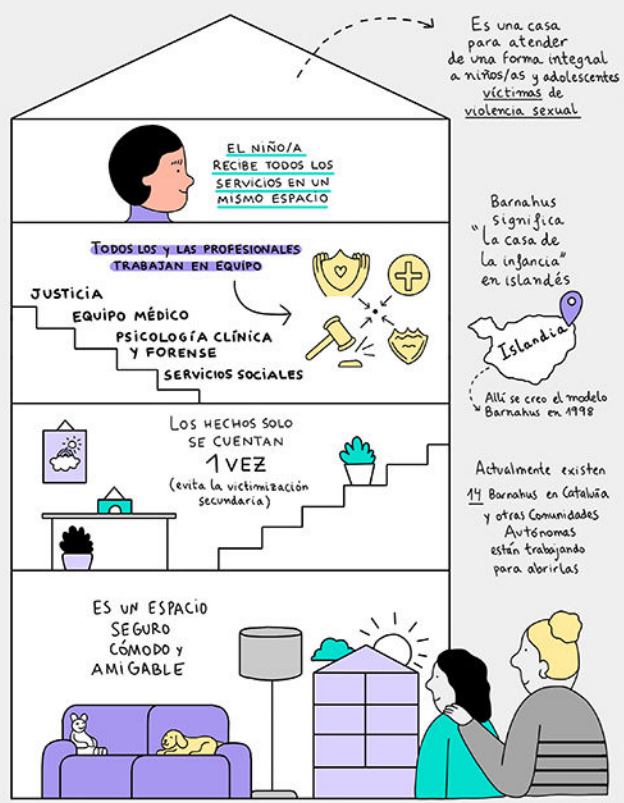 Es una casa
para atender
de una forma integral
a niños/as y adolescentes
víctimas de
violencia sexual
EL NIÑO/A
RECIBE TODOS LOS
SERVICIOS EN UN
MISMO ESPACIO
Barnahus
significa
"La casa de
la infancia"
en islandés
TODOS LOS Y LAS PROFESIONALES
TRABAJAN EN EQUIPO
JUSTICIA
EQUIPO MÉDICO
PSICOLOGÍA CLÍNICA
Y FORENSE
SERVICIOS SOCIALES
Islandia
Allí se creo el modelo
Barnahus en 1998
LOS HECHOS SOLO
SE CUENTAN
1 VEZ
(evita la victimización
secundaria)
Actualmente existen
14 Barnahus en Cataluña
y otras Comunidades
Autónomas
están trabajando
para abrirlas
ES UN ESPACIO
SEGURO
CÓMODO Y
AMIGABLE